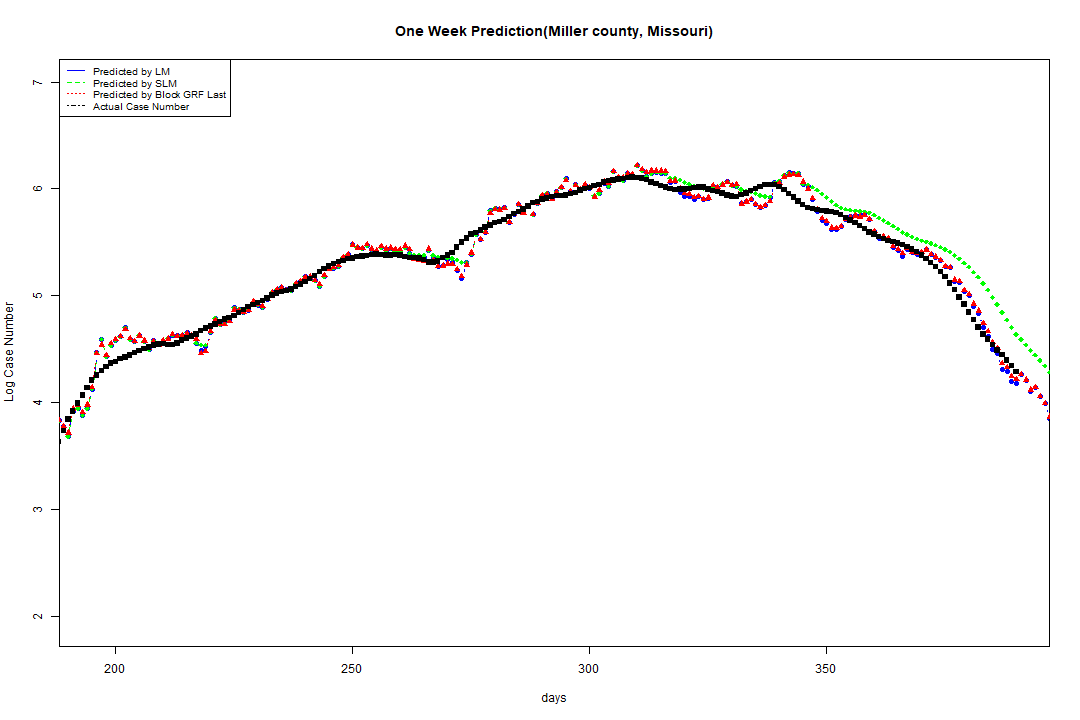 One Week Prediction(Miller county, Missouri)
Predicted by LM
Predicted by SLM
Predicted by Block GRF Last
Actual Case Number
7
6
5
4
3
2
Log Case Number
200 250 300 350
days